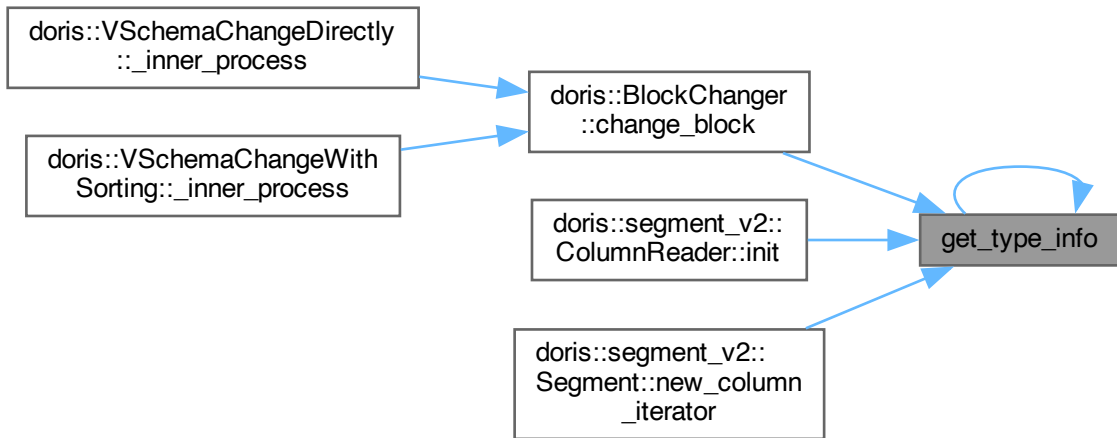 doris::VSchemaChangeDirectly
::_inner_process
doris::VSchemaChangeWith
Sorting::_inner_process
doris::BlockChanger
::change_block
doris::segment_v2::
ColumnReader::init
doris::segment_v2::
Segment::new_column
_iterator
get_type_info